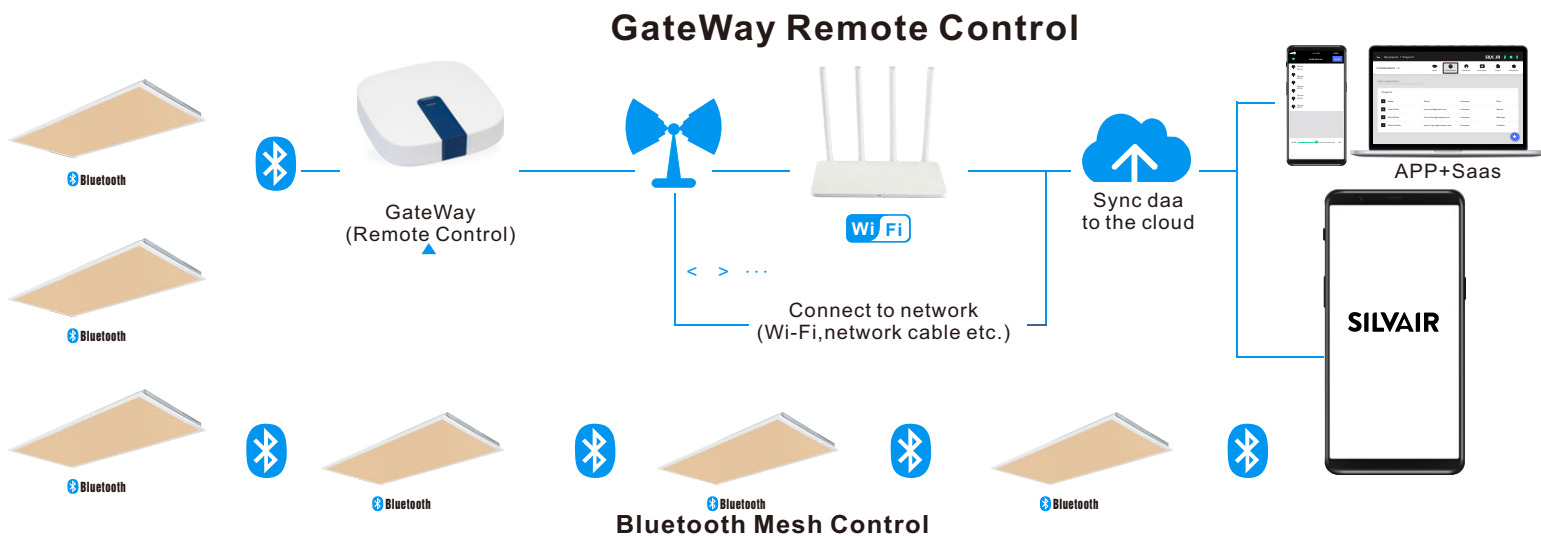 GateWay Remote Control
Bluetooth
GateWay
(Remote Control)
Wi Fi
Sync daa
to the cloud
SILVAIR
APP+Saas
Bluetooth
< > ···
Connect to network
(Wi-Fi,network cable etc.)
SILVAIR
Bluetooth
Bluetooth
Bluetooth
Bluetooth
Bluetooth Mesh Control